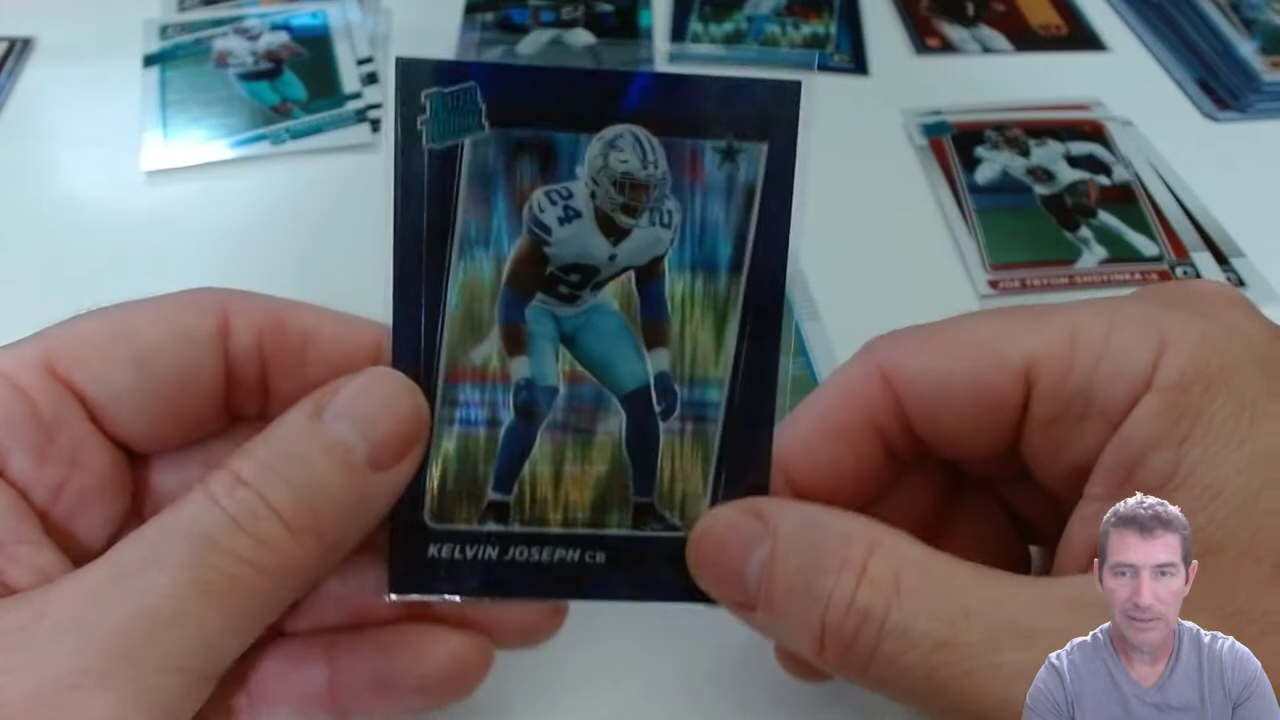 RATED
ROOKIE
24
24
KELVIN JOSEPH CB
JOE TRYON-SHOYINKA LB